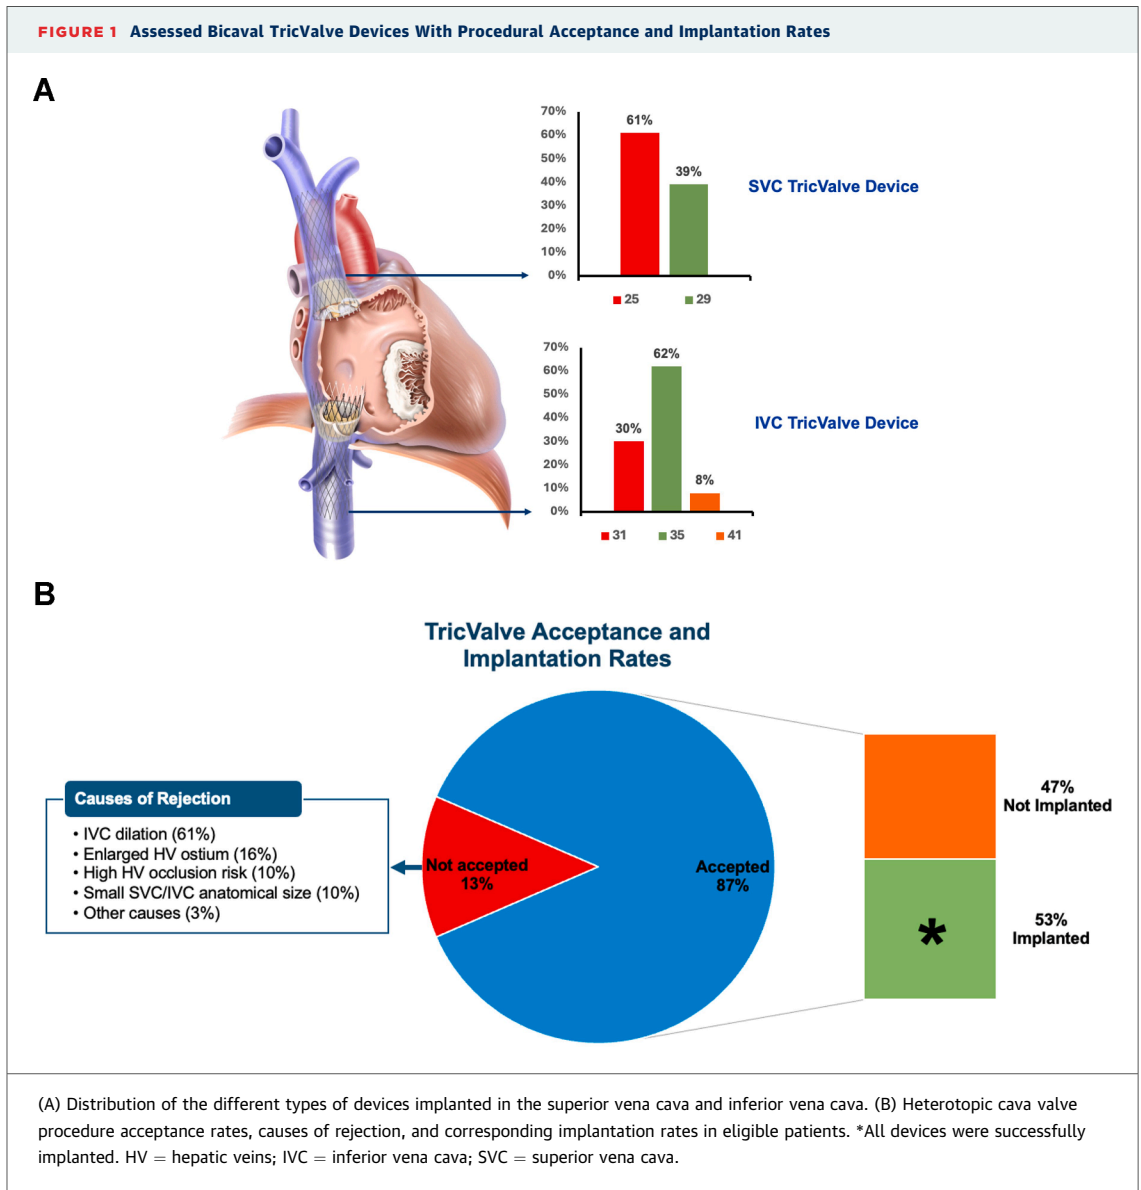 FIGURE 1 Assessed Bicaval TricValve Devices With Procedural Acceptance and Implantation Rates
A
70%
60%
50%
40%
30%
20%
10%
0%
61%
39%
SVC TricValve Device
25 29
70%
60%
50%
40%
30%
20%
10%
0%
30%
62%
8%
IVC TricValve Device
31 35 41
B
TricValve Acceptance and
Implantation Rates
Causes of Rejection
• IVC dilation (61%)
• Enlarged HV ostium (16%)
• High HV occlusion risk (10%)
• Small SVC/IVC anatomical size (10%)
• Other causes (3%)
Not accepted
13%
Accepted
87%
47%
Not Implanted
*
53%
Implanted
(A) Distribution of the different types of devices implanted in the superior vena cava and inferior vena cava. (B) Heterotopic cava valve
procedure acceptance rates, causes of rejection, and corresponding implantation rates in eligible patients. *All devices were successfully
implanted. HV = hepatic veins; IVC = inferior vena cava; SVC = superior vena cava.